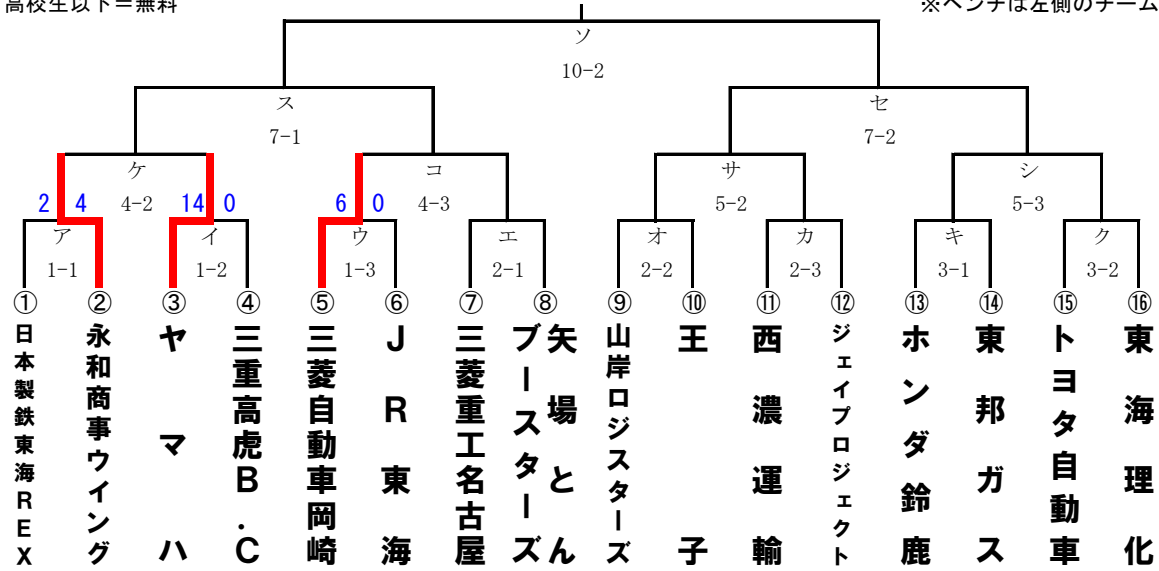 高校生以下＝無料
※ベンチは左側のチーム
ソ
10-2
ス
セ
7-1
7-2
ケ
コ
サ
シ
2 4 4-2 14 0 6 0 4-3 5-2 5-3
ア イ ウ エ オ カ キ ク
1-1 1-2 1-3 2-1 2-2 2-3 3-1 3-2
① ② ③ ④ ⑤ ⑥ ⑦ ⑧ ⑨ ⑩ ⑪ ⑫ ⑬ ⑭ ⑮ ⑯
日本製鉄東海REX
永和商事ウイング
ヤマハ
三重高虎B.C
三菱自動車岡崎
JR東海
三菱重工名古屋
矢場とん
ブースターズ
山岸ロジスターズ
王子
西濃運輸
ジェイプロジェクト
ホンダ鈴鹿
東邦ガス
トヨタ自動車
東海理化